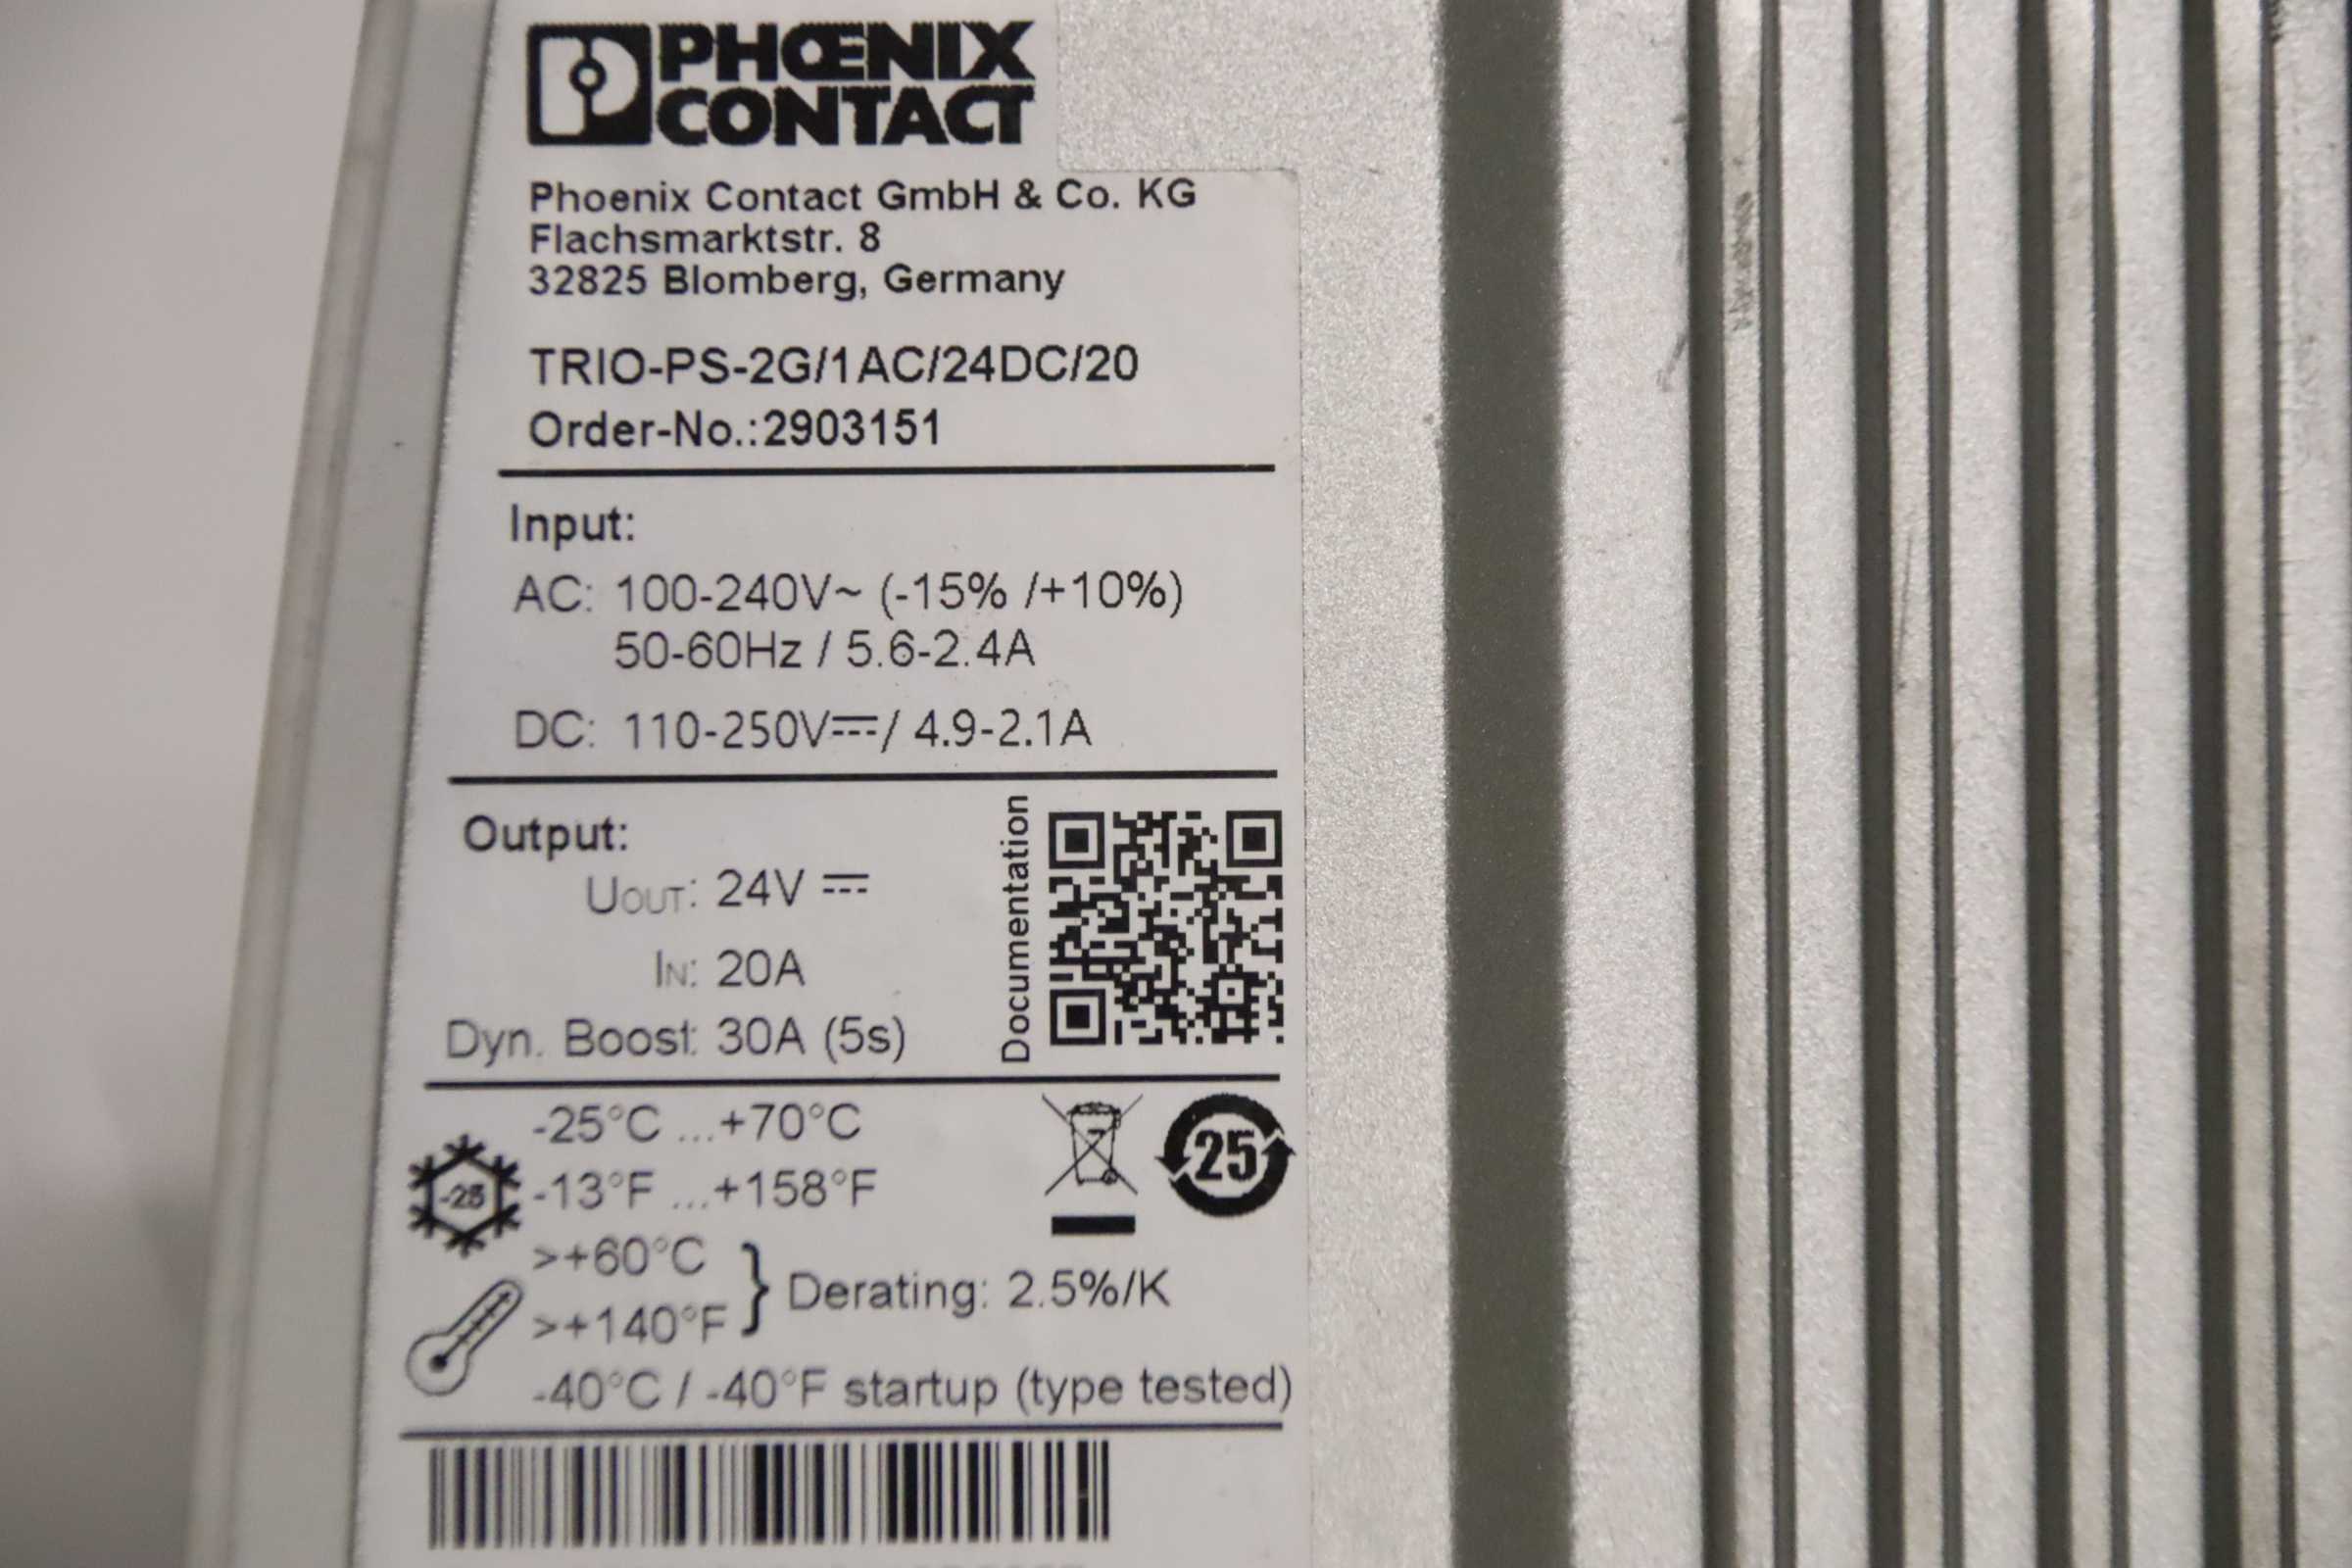 PHŒNIX
CONTACT
Phoenix Contact GmbH & Co. KG
Flachsmarktstr. 8
32825 Blomberg, Germany
TRIO-PS-2G/1AC/24DC/20
Order-No.:2903151
Input:
AC: 100-240V~ (-15% /+10%)
50-60Hz / 5.6-2.4A
DC: 110-250V⎓/ 4.9-2.1A
Output:
UOUT: 24V ⎓
IN: 20A
Dyn. Boost: 30A (5s)
Documentation
-25°C ...+70°C
-13°F ...+158°F
-25
25
>+60°C
>+140°F
} Derating: 2.5%/K
-40°C / -40°F startup (type tested)